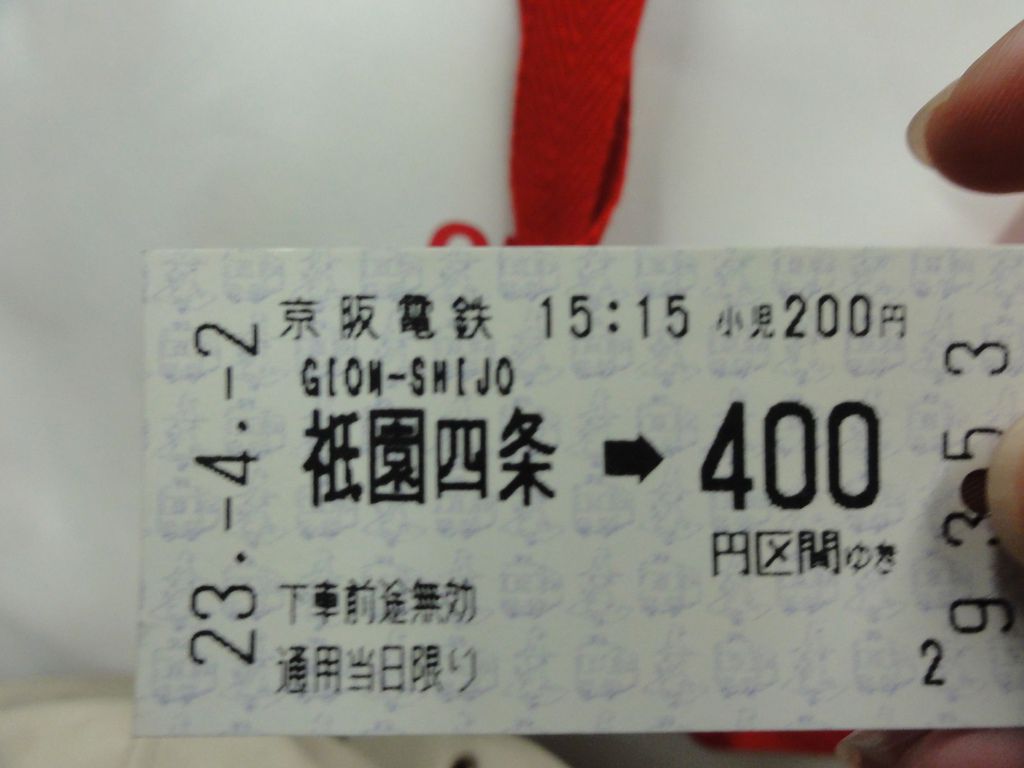 京阪電鉄 15:15 小児200円
GION-SHIJO
祇園四条 ➡ 400
円区間ゆき
下車前途無効
通用当日限り
23.-4.-2
2